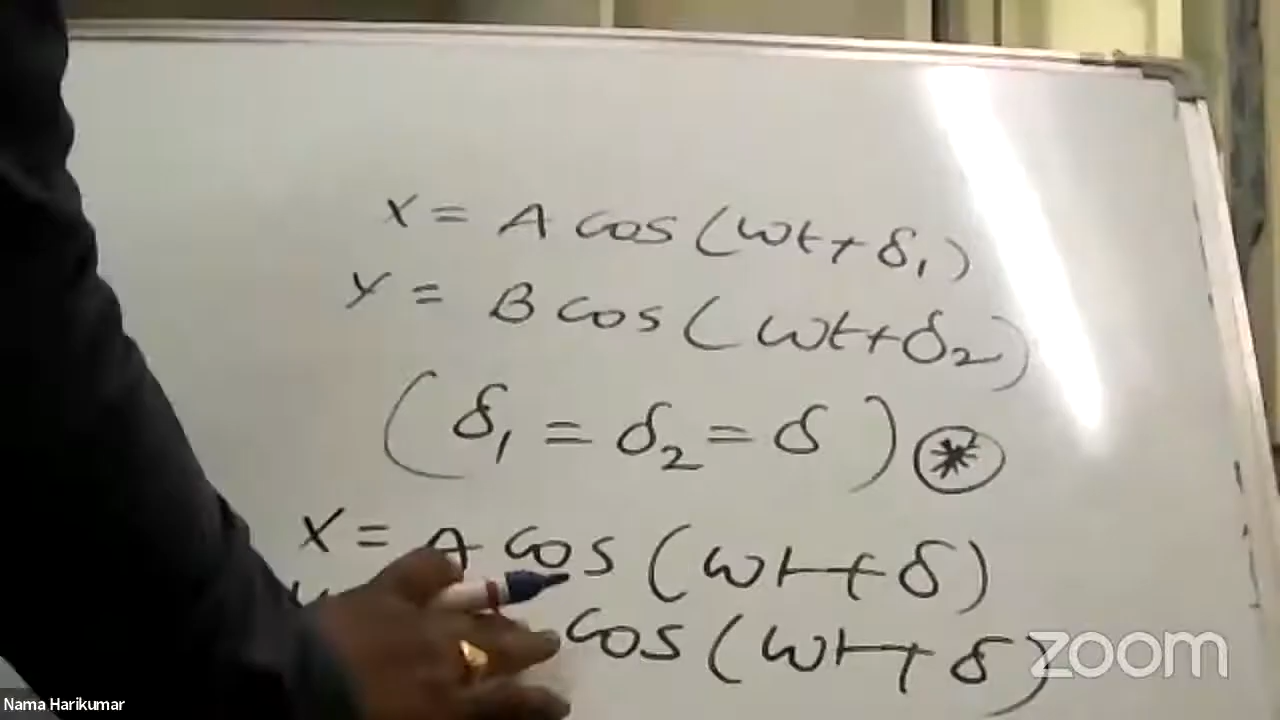 x = A cos(ωt + δ₁)
y = B cos(ωt + δ₂)
(δ₁ = δ₂ = δ) *
x = A cos(ωt + δ)
cos(ωt + δ)
zoom
Nama Harikumar